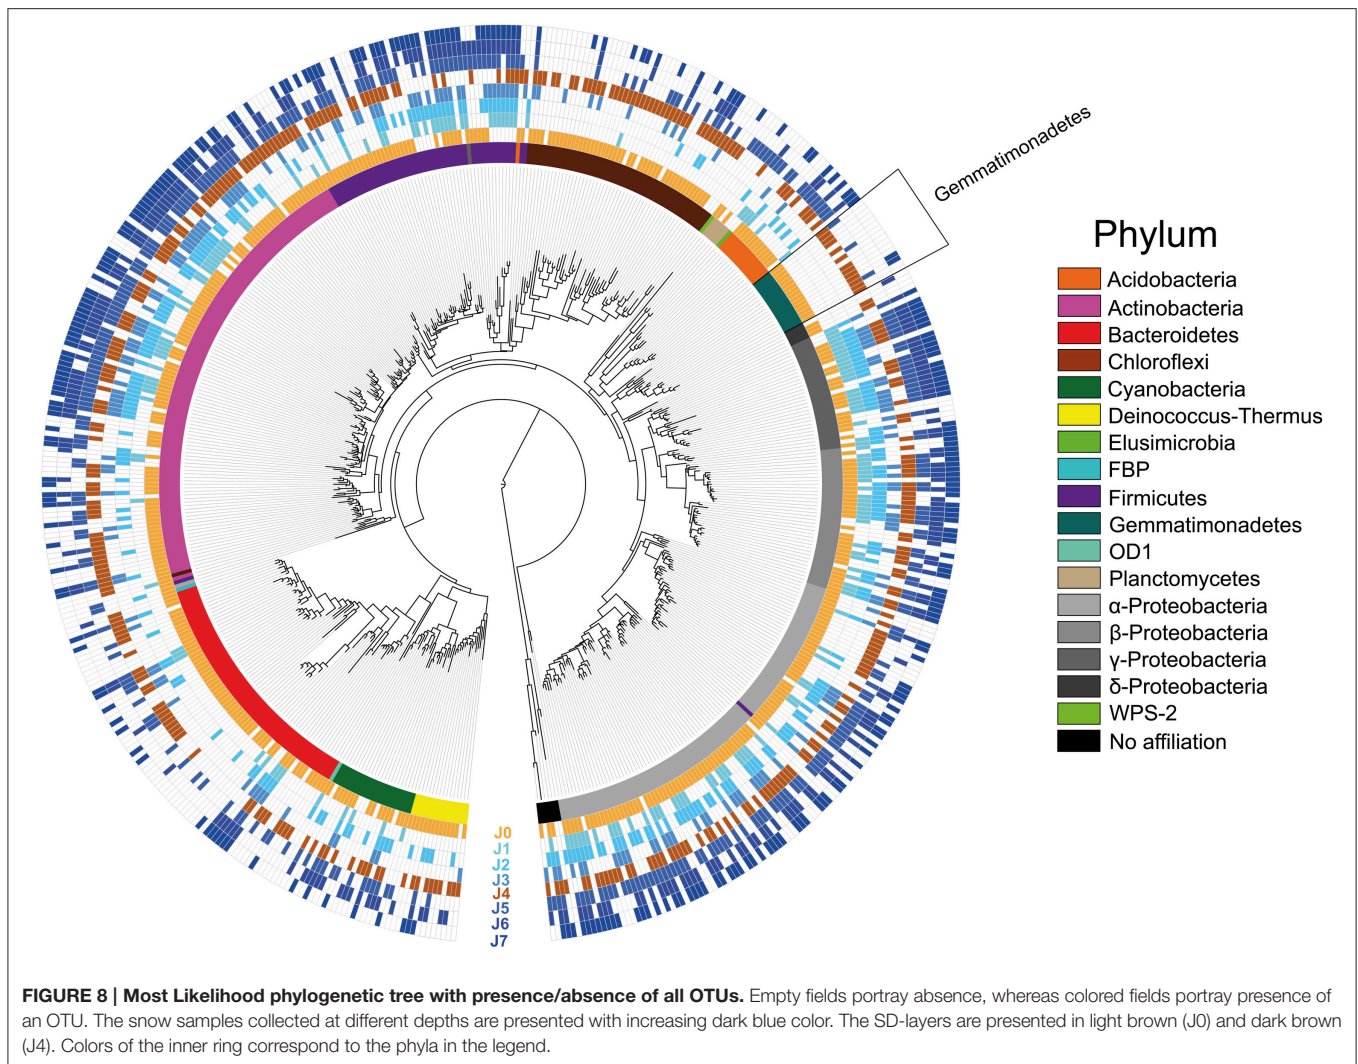 Gemmatimonadetes
Phylum
Acidobacteria
Actinobacteria
Bacteroidetes
Chloroflexi
Cyanobacteria
Deinococcus-Thermus
Elusimicrobia
FBP
Firmicutes
Gemmatimonadetes
OD1
Planctomycetes
α-Proteobacteria
β-Proteobacteria
γ-Proteobacteria
δ-Proteobacteria
WPS-2
No affiliation
J0
J1
J2
J3
J4
J5
J6
J7
FIGURE 8 | Most Likelihood phylogenetic tree with presence/absence of all OTUs. Empty fields portray absence, whereas colored fields portray presence of
an OTU. The snow samples collected at different depths are presented with increasing dark blue color. The SD-layers are presented in light brown (J0) and dark brown
(J4). Colors of the inner ring correspond to the phyla in the legend.